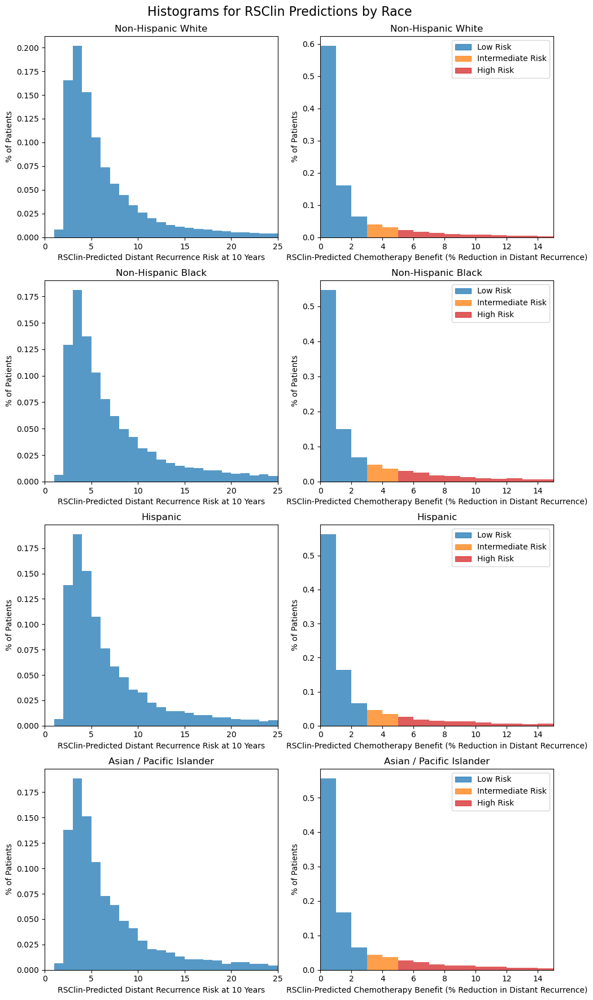 Histograms for RSClin Predictions by Race
Non-Hispanic White
0.200
0.175
0.150
0.125
0.100
0.075
0.050
0.025
0.000
% of Patients
0 5 10 15 20 25
RSClin-Predicted Distant Recurrence Risk at 10 Years
Non-Hispanic White
Low Risk
Intermediate Risk
High Risk
0.6
0.5
0.4
0.3
0.2
0.1
0.0
% of Patients
0 2 4 6 8 10 12 14
RSClin-Predicted Chemotherapy Benefit (% Reduction in Distant Recurrence)
Non-Hispanic Black
0.175
0.150
0.125
0.100
0.075
0.050
0.025
0.000
% of Patients
0 5 10 15 20 25
RSClin-Predicted Distant Recurrence Risk at 10 Years
Non-Hispanic Black
Low Risk
Intermediate Risk
High Risk
0.5
0.4
0.3
0.2
0.1
0.0
% of Patients
0 2 4 6 8 10 12 14
RSClin-Predicted Chemotherapy Benefit (% Reduction in Distant Recurrence)
Hispanic
0.175
0.150
0.125
0.100
0.075
0.050
0.025
0.000
% of Patients
0 5 10 15 20 25
RSClin-Predicted Distant Recurrence Risk at 10 Years
Hispanic
Low Risk
Intermediate Risk
High Risk
0.5
0.4
0.3
0.2
0.1
0.0
% of Patients
0 2 4 6 8 10 12 14
RSClin-Predicted Chemotherapy Benefit (% Reduction in Distant Recurrence)
Asian / Pacific Islander
0.175
0.150
0.125
0.100
0.075
0.050
0.025
0.000
% of Patients
0 5 10 15 20 25
RSClin-Predicted Distant Recurrence Risk at 10 Years
Asian / Pacific Islander
Low Risk
Intermediate Risk
High Risk
0.5
0.4
0.3
0.2
0.1
0.0
% of Patients
0 2 4 6 8 10 12 14
RSClin-Predicted Chemotherapy Benefit (% Reduction in Distant Recurrence)